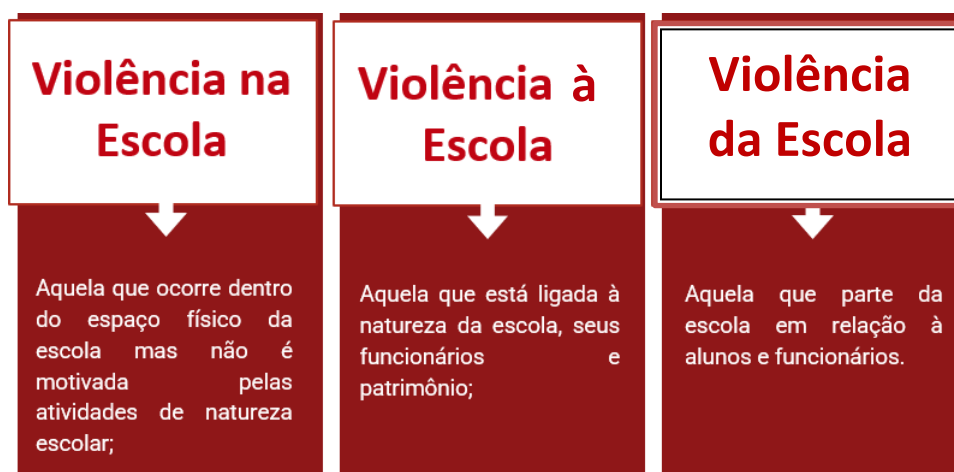 Violência na
Escola
Aquela que ocorre dentro
do espaço físico da
escola mas não é
motivada pelas
atividades de natureza
escolar;
Violência à
Escola
Aquela que está ligada à
natureza da escola, seus
funcionários e
patrimônio;
Violência
da Escola
Aquela que parte da
escola em relação à
alunos e funcionários.